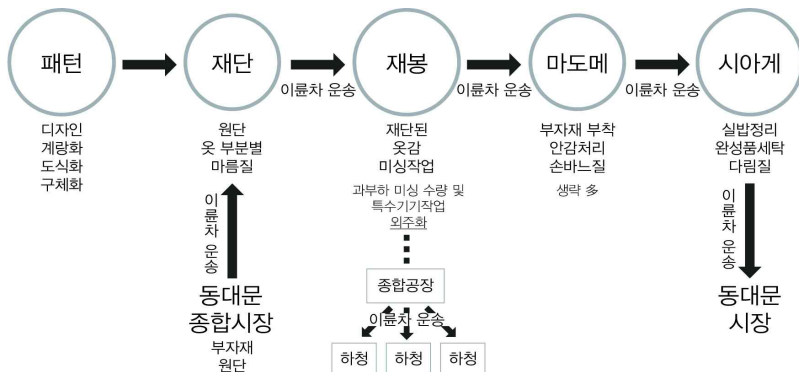 패턴
재단
재봉
마도메
시아게
이륜차 운송
이륜차 운송
이륜차 운송
디자인
계량화
도식화
구체화
원단
옷 부분별
마름질
재단된
옷감
미싱작업
과부하 미싱 수량 및
특수기기작업
외주화
부자재 부착
안감처리
손바느질
생략 多
실밥정리
완성품세탁
다림질
이륜차 운송
이륜차 운송
동대문
종합시장
부자재
원단
종합공장
이륜차 운송
하청
하청
하청
동대문
시장